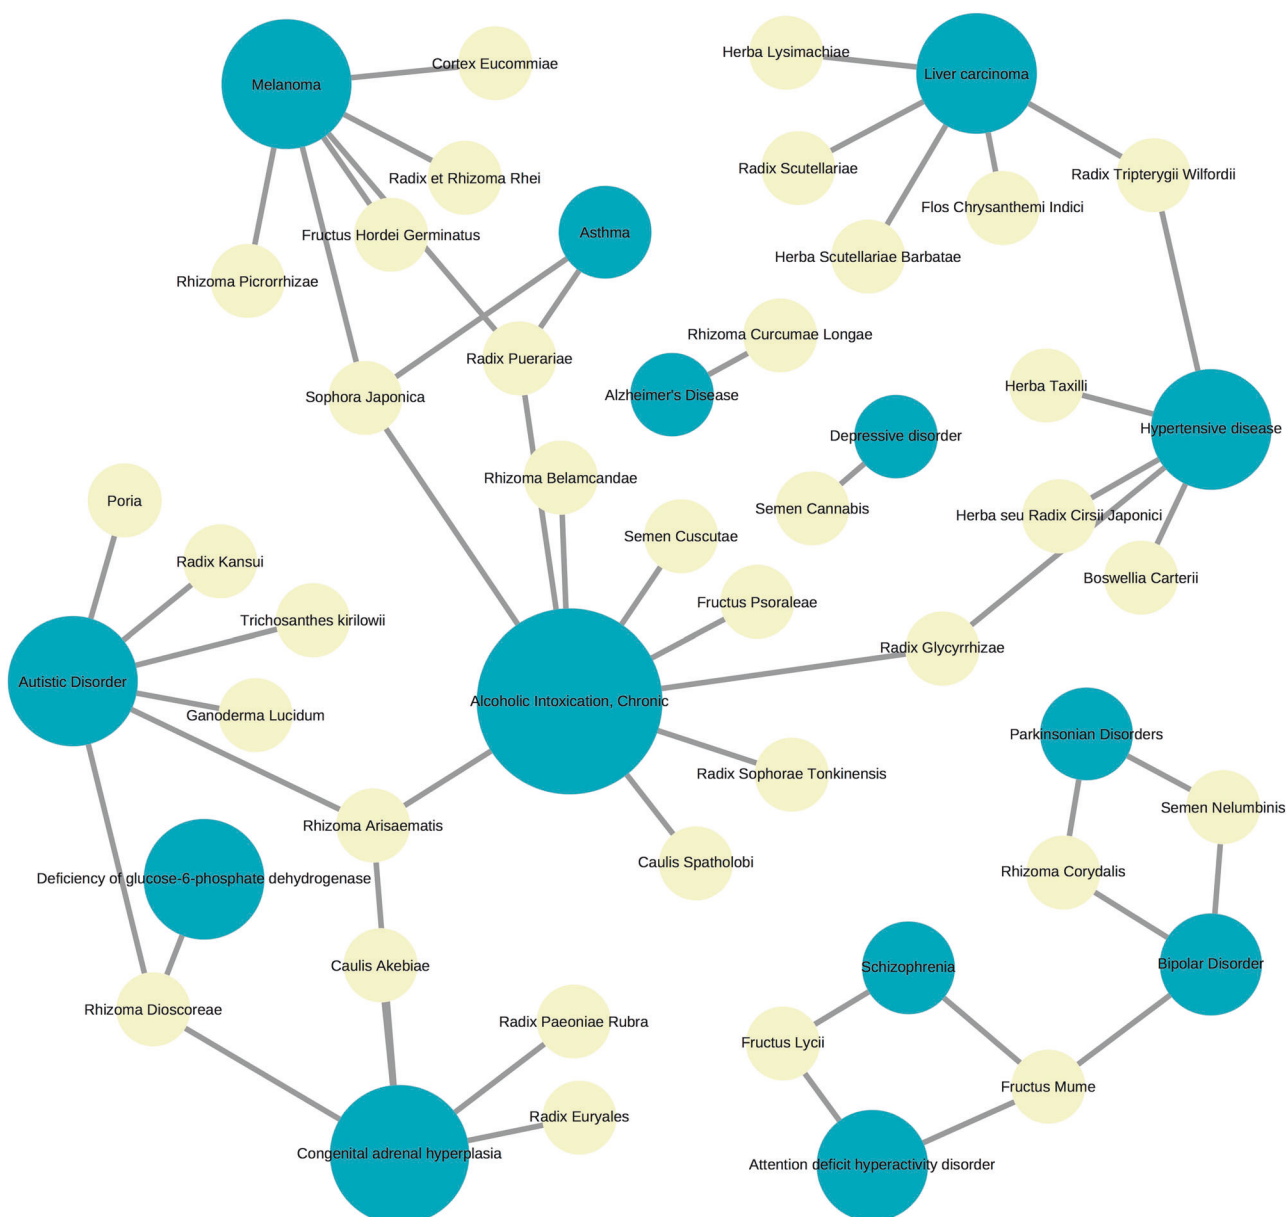 Melanoma
Cortex Eucommiae
Herba Lysimachiae
Liver carcinoma
Radix et Rhizoma Rhei
Radix Scutellariae
Radix Tripterygii Wilfordii
Fructus Hordei Germinatus
Asthma
Flos Chrysanthemi Indici
Rhizoma Picrorrhizae
Herba Scutellariae Barbatae
Rhizoma Curcumae Longae
Radix Puerariae
Sophora Japonica
Alzheimer's Disease
Herba Taxilli
Depressive disorder
Hypertensive disease
Rhizoma Belamcandae
Poria
Semen Cannabis
Herba seu Radix Cirsii Japonici
Semen Cuscutae
Radix Kansui
Boswellia Carterii
Fructus Psoraleae
Trichosanthes kirilowii
Radix Glycyrrhizae
Autistic Disorder
Alcoholic Intoxication, Chronic
Ganoderma Lucidum
Parkinsonian Disorders
Radix Sophorae Tonkinensis
Semen Nelumbinis
Rhizoma Arisaematis
Caulis Spatholobi
Rhizoma Corydalis
Deficiency of glucose-6-phosphate dehydrogenase
Caulis Akebiae
Schizophrenia
Bipolar Disorder
Rhizoma Dioscoreae
Radix Paeoniae Rubra
Fructus Lycii
Fructus Mume
Radix Euryales
Congenital adrenal hyperplasia
Attention deficit hyperactivity disorder